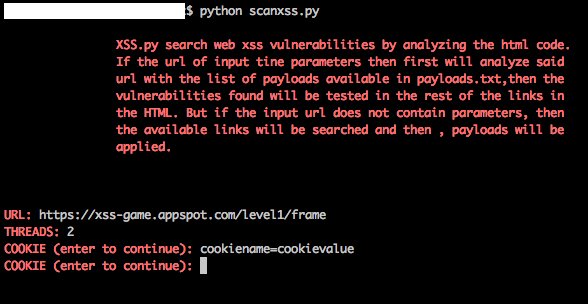 $ python scanxss.py
XSS.py search web xss vulnerabilities by analyzing the html code.
If the url of input tine parameters then first will analyze said
url with the list of payloads available in payloads.txt,then the
vulnerabilities found will be tested in the rest of the links in
the HTML. But if the input url does not contain parameters, then
the available links will be searched and then , payloads will be
applied.
URL: https://xss-game.appspot.com/level1/frame
THREADS: 2
COOKIE (enter to continue): cookiename=cookievalue
COOKIE (enter to continue):